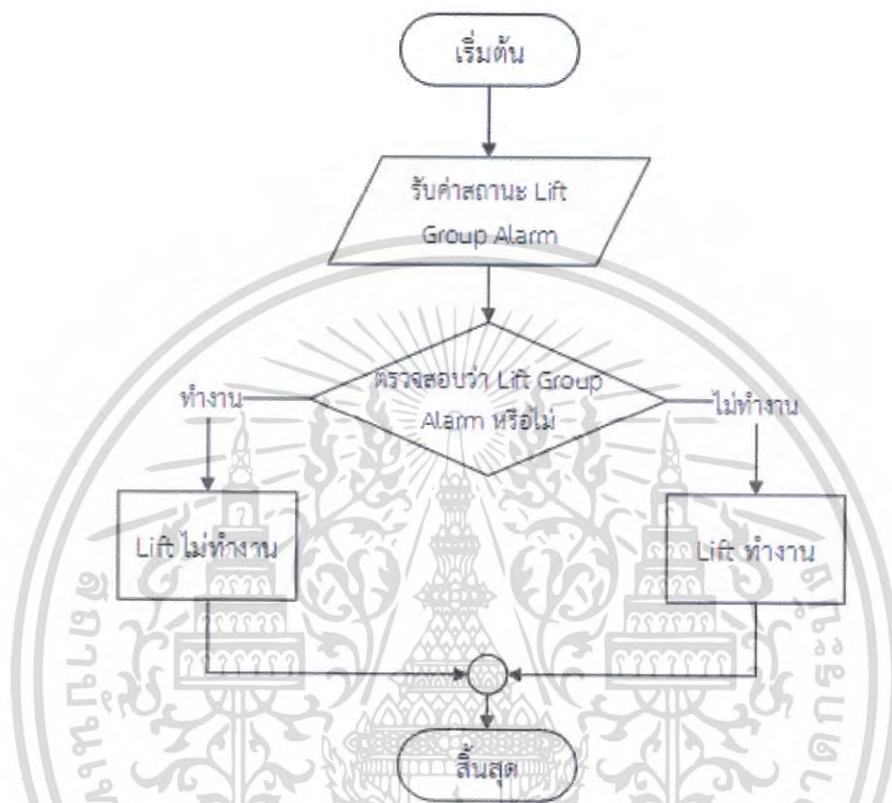 เริ่มต้น
รับค่าสถานะ Lift
Group Alarm
ตรวจสอบว่า Lift Group
Alarm หรือไม่
ทำงาน
ไม่ทำงาน
Lift ไม่ทำงาน
Lift ทำงาน
สิ้นสุด